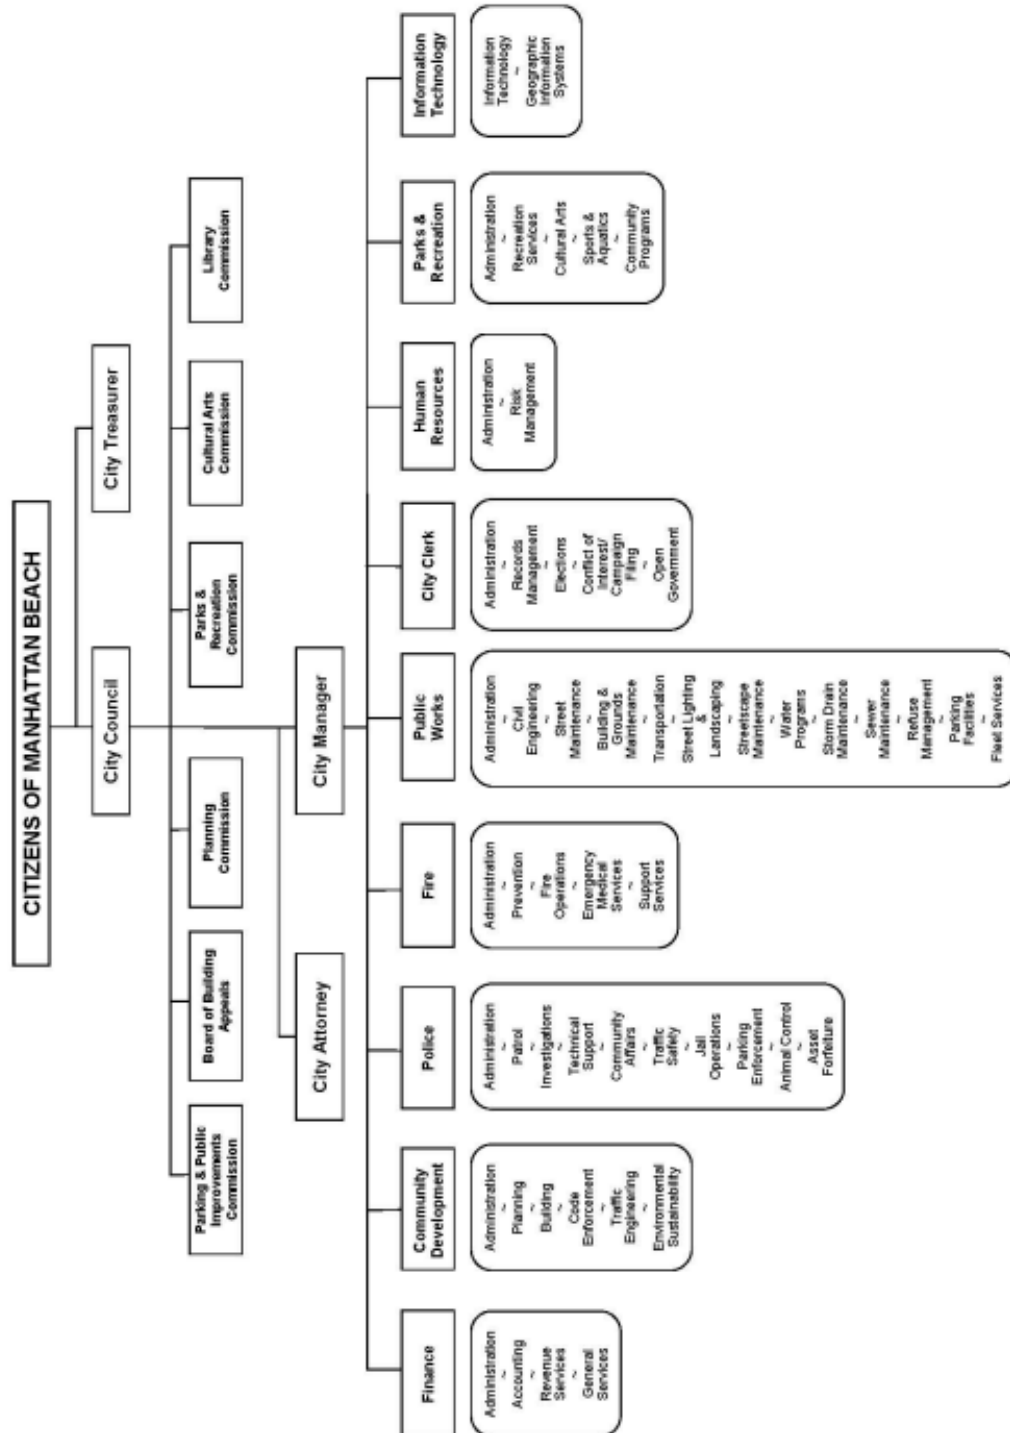 CITIZENS OF MANHATTAN BEACH
City Council
City Treasurer
Parking & Public
Improvements
Commission
Board of Building
Appeals
Planning
Commission
Parks &
Recreation
Commission
Cultural Arts
Commission
Library
Commission
City Attorney
City Manager
Finance
Administration
~
Accounting
~
Revenue
Services
~
General
Services
Community
Development
Administration
~
Planning
~
Building
~
Code
Enforcement
~
Traffic
Engineering
~
Environmental
Sustainability
Police
Administration
~
Patrol
~
Investigations
~
Technical
Support
~
Community
Affairs
~
Traffic
Safety
~
Jail
Operations
~
Parking
Enforcement
~
Animal Control
~
Asset
Forfeiture
Fire
Administration
~
Prevention
~
Fire
Operations
~
Emergency
Medical
Services
~
Support
Services
Public
Works
Administration
~
Civil
Engineering
~
Street
Maintenance
~
Building &
Grounds
Maintenance
~
Transportation
~
Street Lighting
&
Landscaping
~
Streetscape
Maintenance
~
Water
Programs
~
Storm Drain
Maintenance
~
Sewer
Maintenance
~
Refuse
Management
~
Parking
Facilities
~
Fleet Services
City Clerk
Administration
~
Records
Management
~
Elections
~
Conflict of
Interest/
Campaign
Filing
~
Open
Government
Human
Resources
Administration
~
Risk
Management
Parks &
Recreation
Administration
~
Recreation
Services
~
Cultural Arts
~
Sports &
Aquatics
~
Community
Programs
Information
Technology
Information
Technology
~
Geographic
Information
Systems